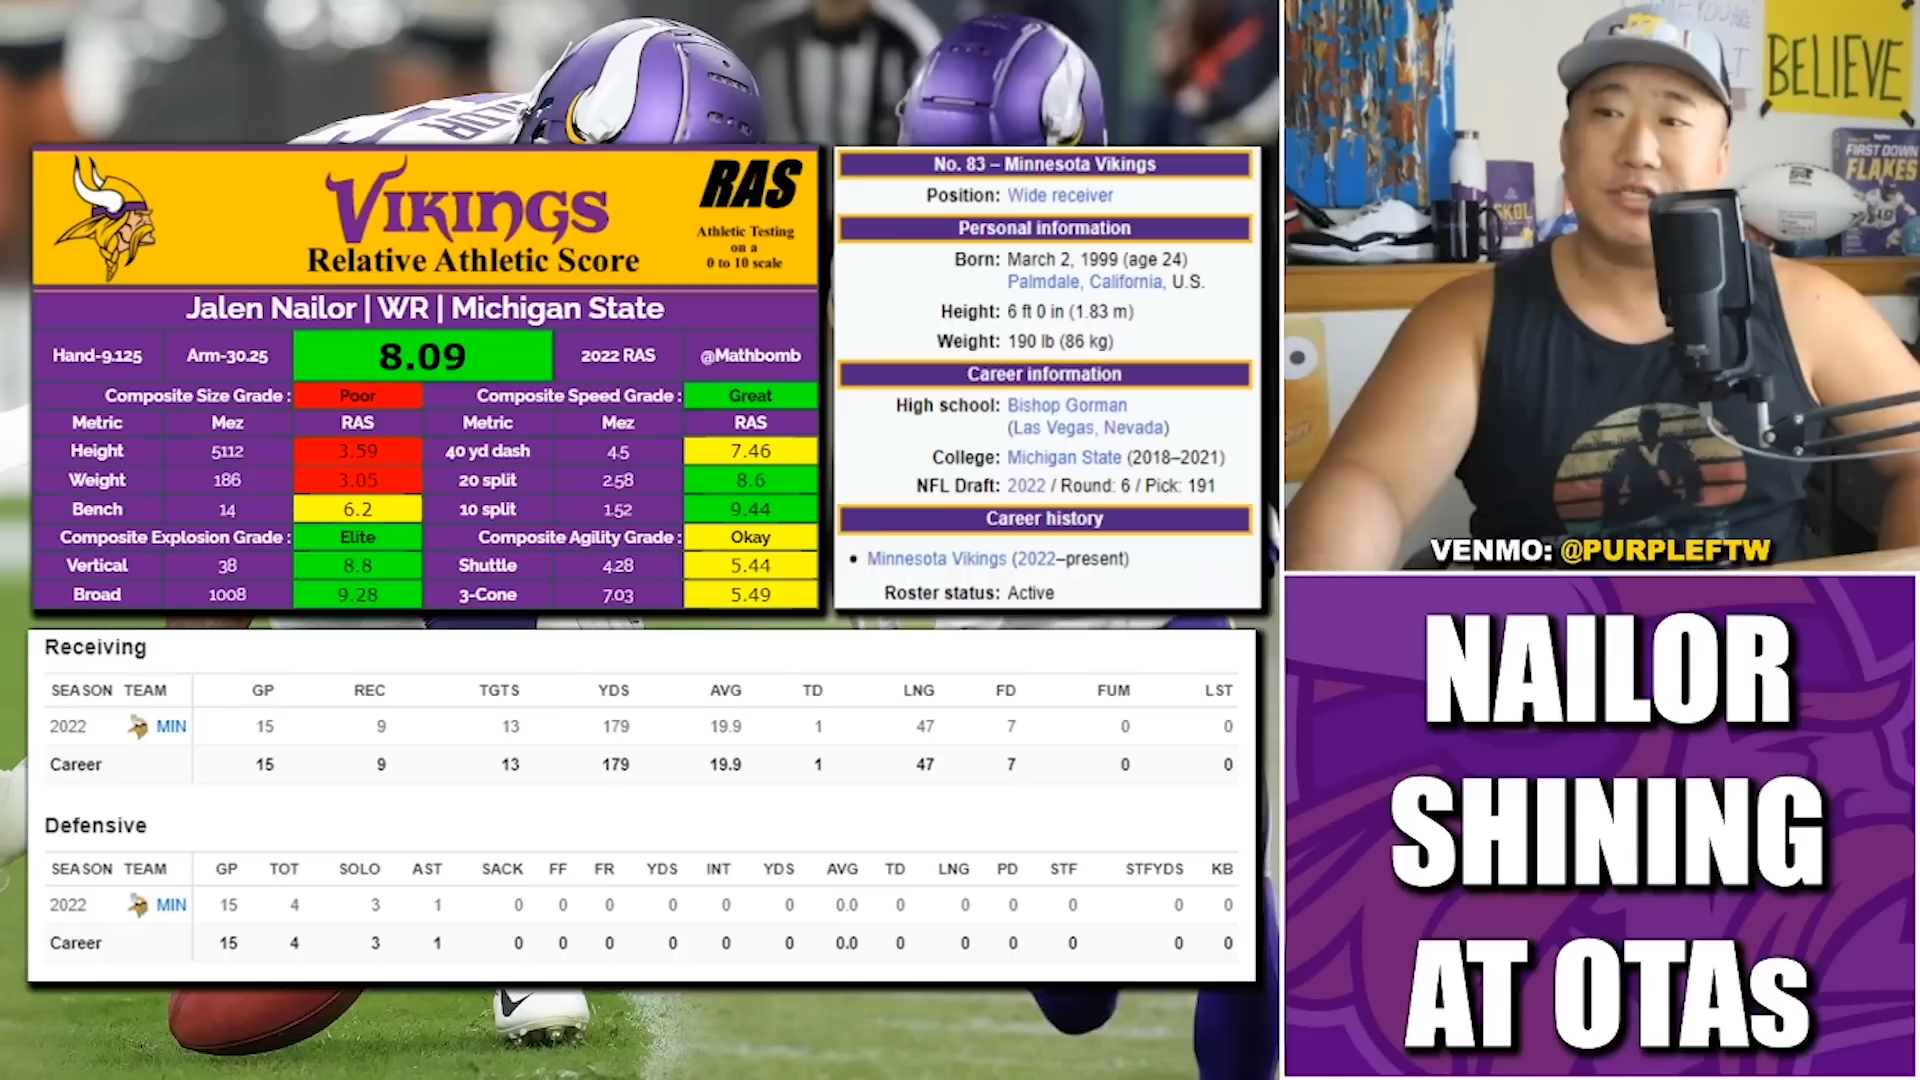 VIKINGS
Relative Athletic Score
RAS
Athletic Testing
on a
0 to 10 scale
Jalen Nailor | WR | Michigan State
Hand-9.125 Arm-30.25 8.09 2022 RAS @Mathbomb
Composite Size Grade : Poor Composite Speed Grade : Great
Metric Mez RAS Metric Mez RAS
Height 5112 3.59 40 yd dash 4.5 7.46
Weight 186 3.05 20 split 2.58 8.6
Bench 14 6.2 10 split 1.52 9.44
Composite Explosion Grade : Elite Composite Agility Grade : Okay
Vertical 38 8.8 Shuttle 4.28 5.44
Broad 1008 9.28 3-Cone 7.03 5.49
No. 83 – Minnesota Vikings
Position: Wide receiver
Personal information
Born: March 2, 1999 (age 24)
Palmdale, California, U.S.
Height: 6 ft 0 in (1.83 m)
Weight: 190 lb (86 kg)
Career information
High school: Bishop Gorman
(Las Vegas, Nevada)
College: Michigan State (2018–2021)
NFL Draft: 2022 / Round: 6 / Pick: 191
Career history
• Minnesota Vikings (2022–present)
Roster status: Active
Receiving
SEASON TEAM GP REC TGTS YDS AVG TD LNG FD FUM LST
2022 MIN 15 9 13 179 19.9 1 47 7 0 0
Career 15 9 13 179 19.9 1 47 7 0 0
Defensive
SEASON TEAM GP TOT SOLO AST SACK FF FR YDS INT YDS AVG TD LNG PD STF STFYDS KB
2022 MIN 15 4 3 1 0 0 0 0 0 0 0.0 0 0 0 0 0 0
Career 15 4 3 1 0 0 0 0 0 0 0.0 0 0 0 0 0 0
BELIEVE
FIRST DOWN
FLAKES
SKOL
VENMO: @PURPLEFTW
NAILOR
SHINING
AT OTAs